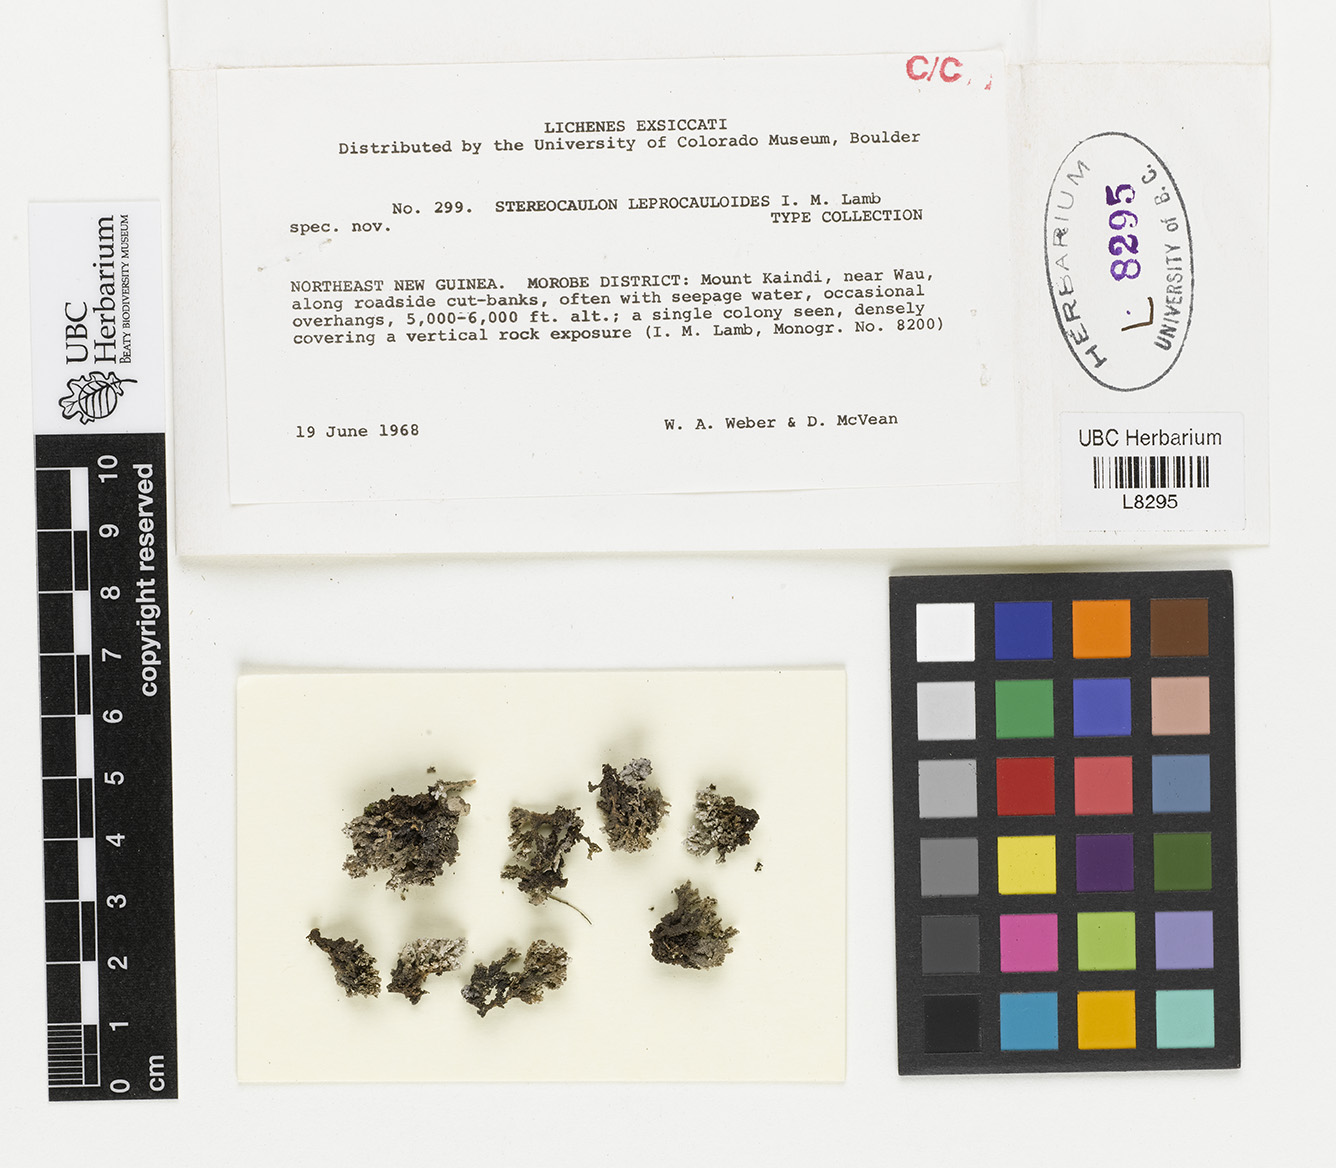 C/C
LICHENES EXSICCATI
Distributed by the University of Colorado Museum, Boulder
No. 299. STEREOCAULON LEPROCAULOIDES I. M. Lamb
spec. nov. TYPE COLLECTION
NORTHEAST NEW GUINEA. MOROBE DISTRICT: Mount Kaindi, near Wau,
along roadside cut-banks, often with seepage water, occasional
overhangs, 5,000-6,000 ft. alt.; a single colony seen, densely
covering a vertical rock exposure (I. M. Lamb, Monogr. No. 8200)
19 June 1968 W. A. Weber & D. McVean
HERBARIUM
L. 8295
UNIVERSITY of B. C.
UBC Herbarium
L8295
UBC
Herbarium
BEATY BIODIVERSITY MUSEUM
10 9 8 7 6 5 4 3 2 1 0
copyright reserved
cm